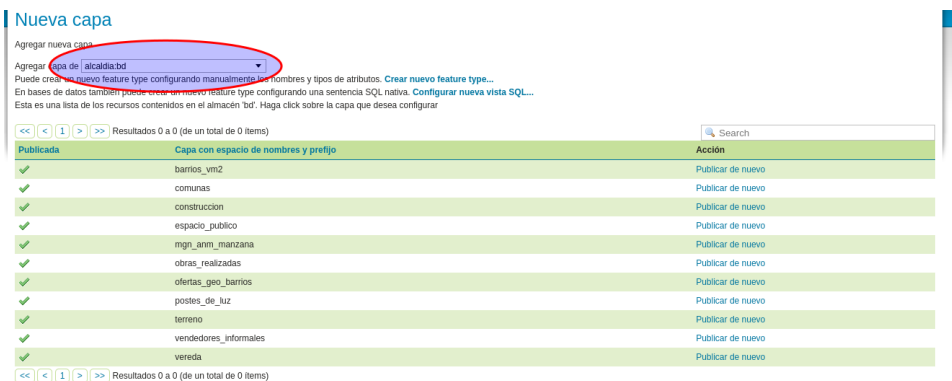 Nueva capa
Agregar nueva capa
Agregar capa de alcaldia:bd
Puede crear un nuevo feature type configurando manualmente los nombres y tipos de atributos. Crear nuevo feature type...
En bases de datos también puede crear un nuevo feature type configurando una sentencia SQL nativa. Configurar nueva vista SQL...
Esta es una lista de los recursos contenidos en el almacén 'bd'. Haga click sobre la capa que desea configurar
<< < 1 > >> Resultados 0 a 0 (de un total de 0 ítems) Search
Publicada Capa con espacio de nombres y prefijo Acción
barrios_vm2 Publicar de nuevo
comunas Publicar de nuevo
construccion Publicar de nuevo
espacio_publico Publicar de nuevo
mgn_anm_manzana Publicar de nuevo
obras_realizadas Publicar de nuevo
ofertas_geo_barrios Publicar de nuevo
postes_de_luz Publicar de nuevo
terreno Publicar de nuevo
vendedores_informales Publicar de nuevo
vereda Publicar de nuevo
<< < 1 > >> Resultados 0 a 0 (de un total de 0 ítems)